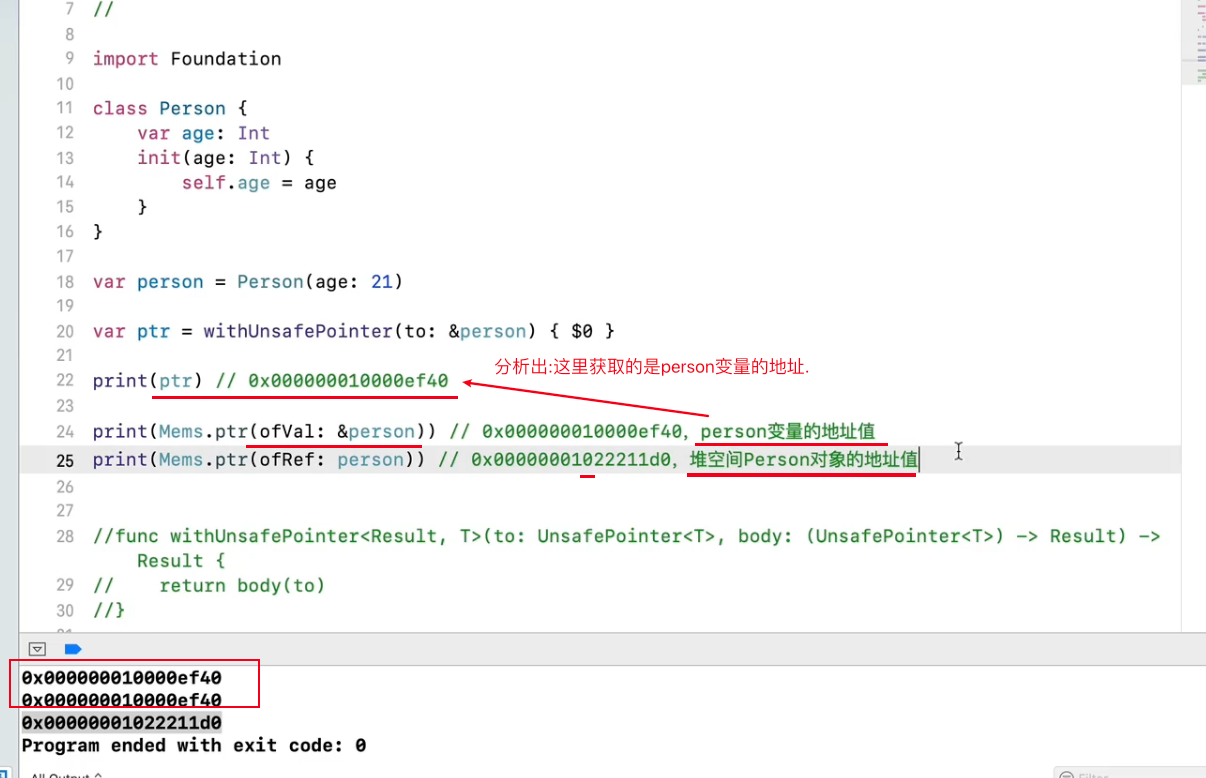 7 //
8
9 import Foundation
10
11 class Person {
12 var age: Int
13 init(age: Int) {
14 self.age = age
15 }
16 }
17
18 var person = Person(age: 21)
19
20 var ptr = withUnsafePointer(to: &person) { $0 }
21
分析出:这里获取的是person变量的地址.
22 print(ptr) // 0x000000010000ef40
23
24 print(Mems.ptr(ofVal: &person)) // 0x000000010000ef40, person变量的地址值
25 print(Mems.ptr(ofRef: person)) // 0x00000001022211d0, 堆空间Person对象的地址值
26
27
28 //func withUnsafePointer<Result, T>(to: UnsafePointer<T>, body: (UnsafePointer<T>) -> Result) ->
Result {
29 // return body(to)
30 //}
31
0x000000010000ef40
0x000000010000ef40
0x00000001022211d0
Program ended with exit code: 0
All Output
Filter